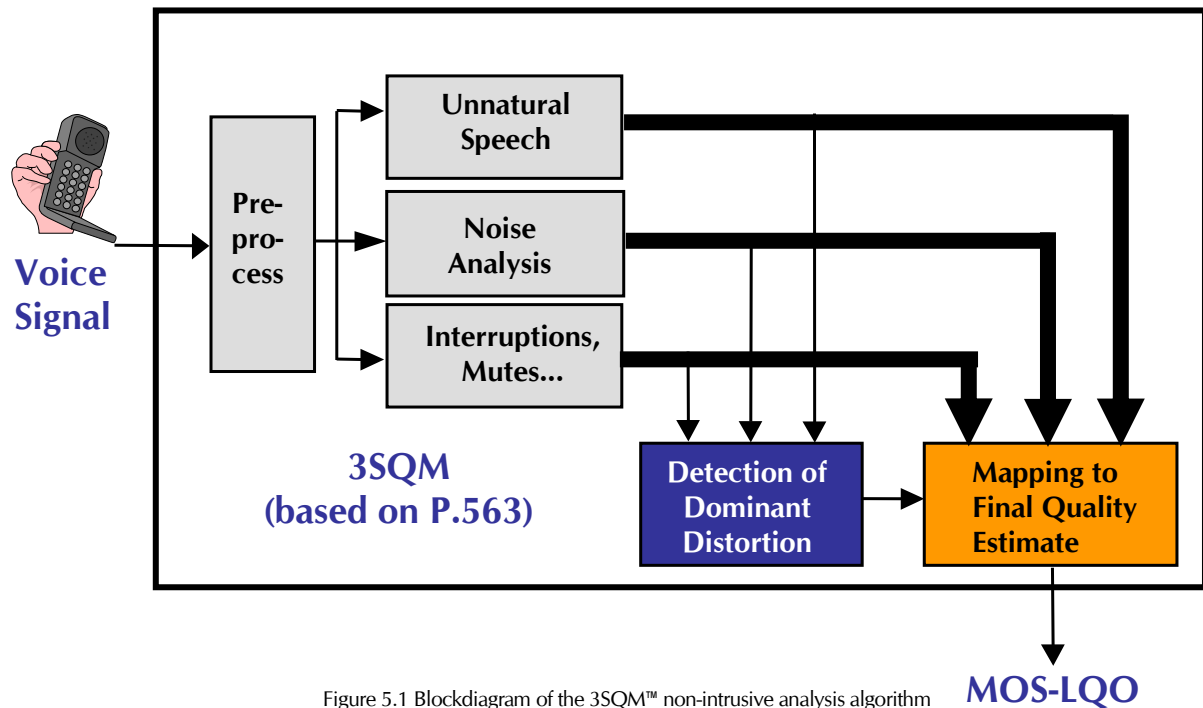 Voice
Signal
Pre-
pro-
cess
Unnatural
Speech
Noise
Analysis
Interruptions,
Mutes...
3SQM
(based on P.563)
Detection of
Dominant
Distortion
Mapping to
Final Quality
Estimate
MOS-LQO
Figure 5.1 Blockdiagram of the 3SQM™ non-intrusive analysis algorithm